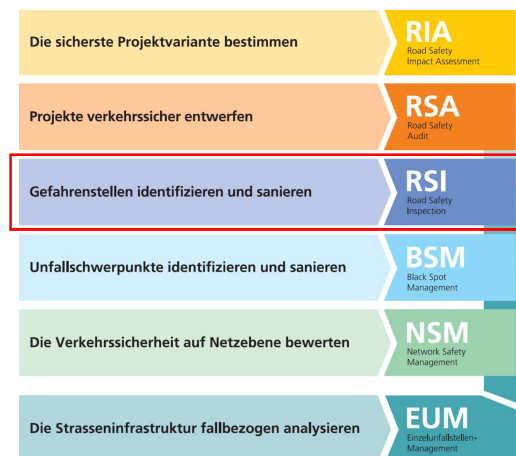 Die sicherste Projektvariante bestimmen
RIA
Road Safety
Impact Assessment
Projekte verkehrssicher entwerfen
RSA
Road Safety
Audit
Gefahrenstellen identifizieren und sanieren
RSI
Road Safety
Inspection
Unfallschwerpunkte identifizieren und sanieren
BSM
Black Spot
Management
Die Verkehrssicherheit auf Netzebene bewerten
NSM
Network Safety
Management
Die Strasseninfrastruktur fallbezogen analysieren
EUM
Einzelunfallstellen-
Management